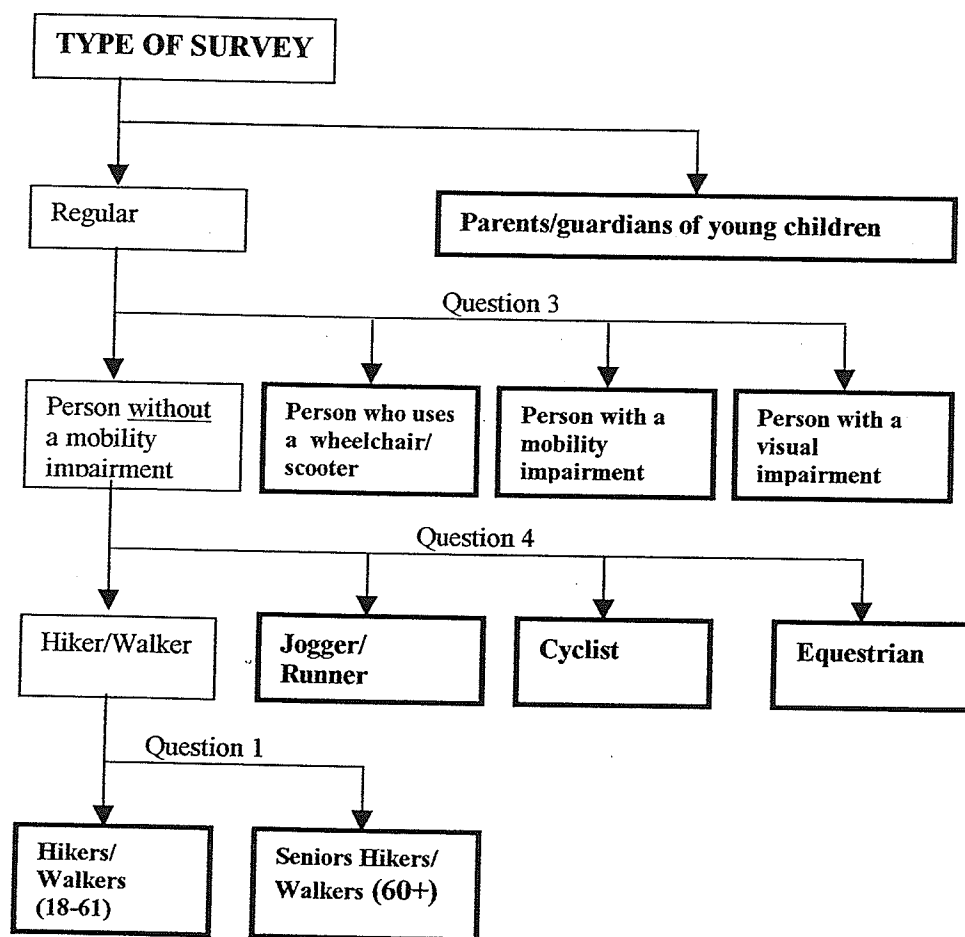 TYPE OF SURVEY
Regular
Parents/guardians of young children
Question 3
Person without
a mobility
impairment
Person who uses
a wheelchair/
scooter
Person with a
mobility
impairment
Person with a
visual
impairment
Question 4
Hiker/Walker
Jogger/
Runner
Cyclist
Equestrian
Question 1
Hikers/
Walkers
(18-61)
Seniors Hikers/
Walkers (60+)